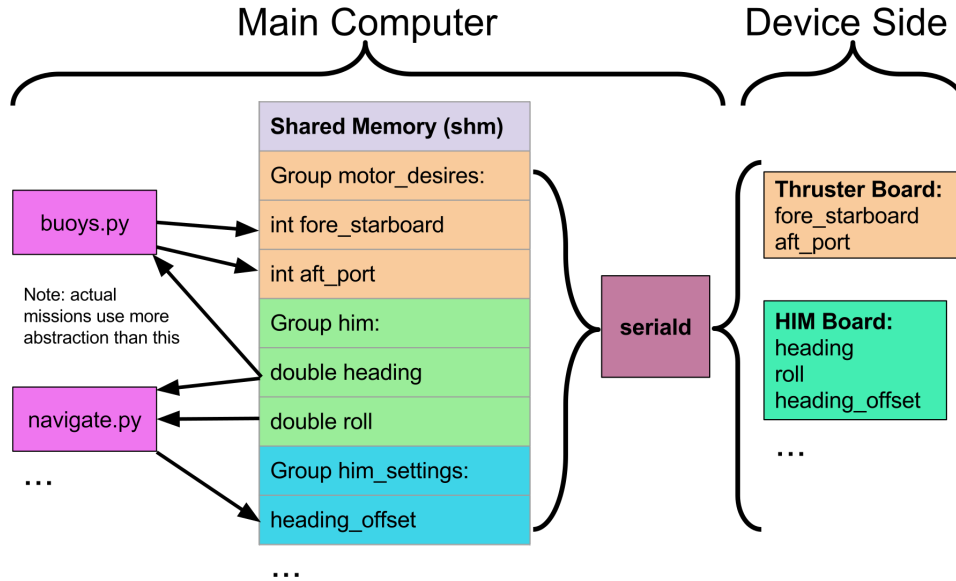 Main Computer
Device Side
Shared Memory (shm)
Group motor_desires:
int fore_starboard
int aft_port
Group him:
double heading
double roll
Group him_settings:
heading_offset
...
buoys.py
Note: actual
missions use more
abstraction than this
navigate.py
...
seriald
Thruster Board:
fore_starboard
aft_port
HIM Board:
heading
roll
heading_offset
...